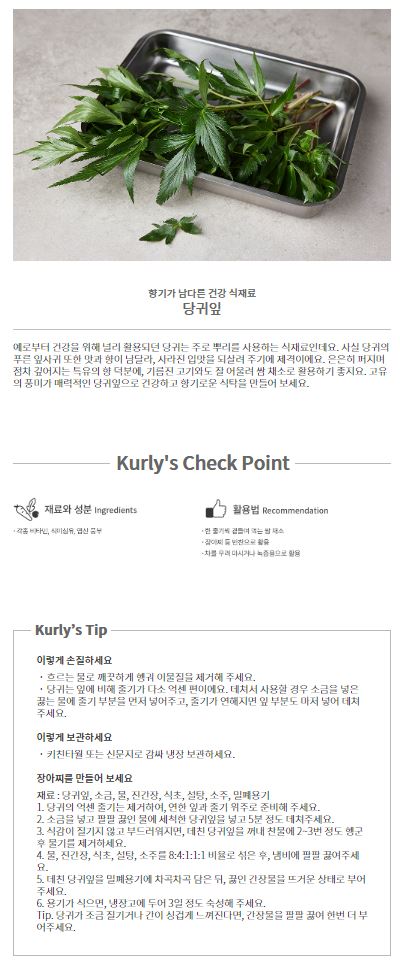 향기가 남다른 건강 식재료
당귀잎
예로부터 건강을 위해 널리 활용되던 당귀는 주로 뿌리를 사용하는 식재료인데요. 사실 당귀의
푸른 잎사귀 또한 맛과 향이 남달라, 사라진 입맛을 되살려 주기에 제격이에요. 은은히 퍼지며
점차 깊어지는 특유의 향 덕분에, 기름진 고기와도 잘 어울려 쌈 채소로 활용하기 좋지요. 고유
의 풍미가 매력적인 당귀잎으로 건강하고 향기로운 식탁을 만들어 보세요.
Kurly's Check Point
재료와 성분 Ingredients
· 각종 비타민, 식이섬유, 엽산 풍부
활용법 Recommendation
· 한 줄기씩 곁들여 먹는 쌈 채소
· 장아찌 등 반찬으로 활용
· 차를 우려 마시거나 녹즙용으로 활용
Kurly's Tip
이렇게 손질하세요
· 흐르는 물로 깨끗하게 헹궈 이물질을 제거해 주세요.
· 당귀는 잎에 비해 줄기가 다소 억센 편이에요. 데쳐서 사용할 경우 소금을 넣은
끓는 물에 줄기 부분을 먼저 넣어주고, 줄기가 연해지면 잎 부분도 마저 넣어 데쳐
주세요.
이렇게 보관하세요
· 키친타월 또는 신문지로 감싸 냉장 보관하세요.
장아찌를 만들어 보세요
재료 : 당귀잎, 소금, 물, 진간장, 식초, 설탕, 소주, 밀폐용기
1. 당귀의 억센 줄기는 제거하여, 연한 잎과 줄기 위주로 준비해 주세요.
2. 소금을 넣고 팔팔 끓인 물에 세척한 당귀잎을 넣고 5분 정도 데쳐주세요.
3. 식감이 질기지 않고 부드러워지면, 데친 당귀잎을 꺼내 찬물에 2~3번 정도 헹군
후 물기를 제거하세요.
4. 물, 진간장, 식초, 설탕, 소주를 8:4:1:1:1 비율로 섞은 후, 냄비에 팔팔 끓여주세
요.
5. 데친 당귀잎을 밀폐용기에 차곡차곡 담은 뒤, 끓인 간장물을 뜨거운 상태로 부어
주세요.
6. 용기가 식으면, 냉장고에 두어 3일 정도 숙성해 주세요.
Tip. 당귀가 조금 질기거나 간이 싱겁게 느껴진다면, 간장물을 팔팔 끓여 한번 더 부
어주세요.